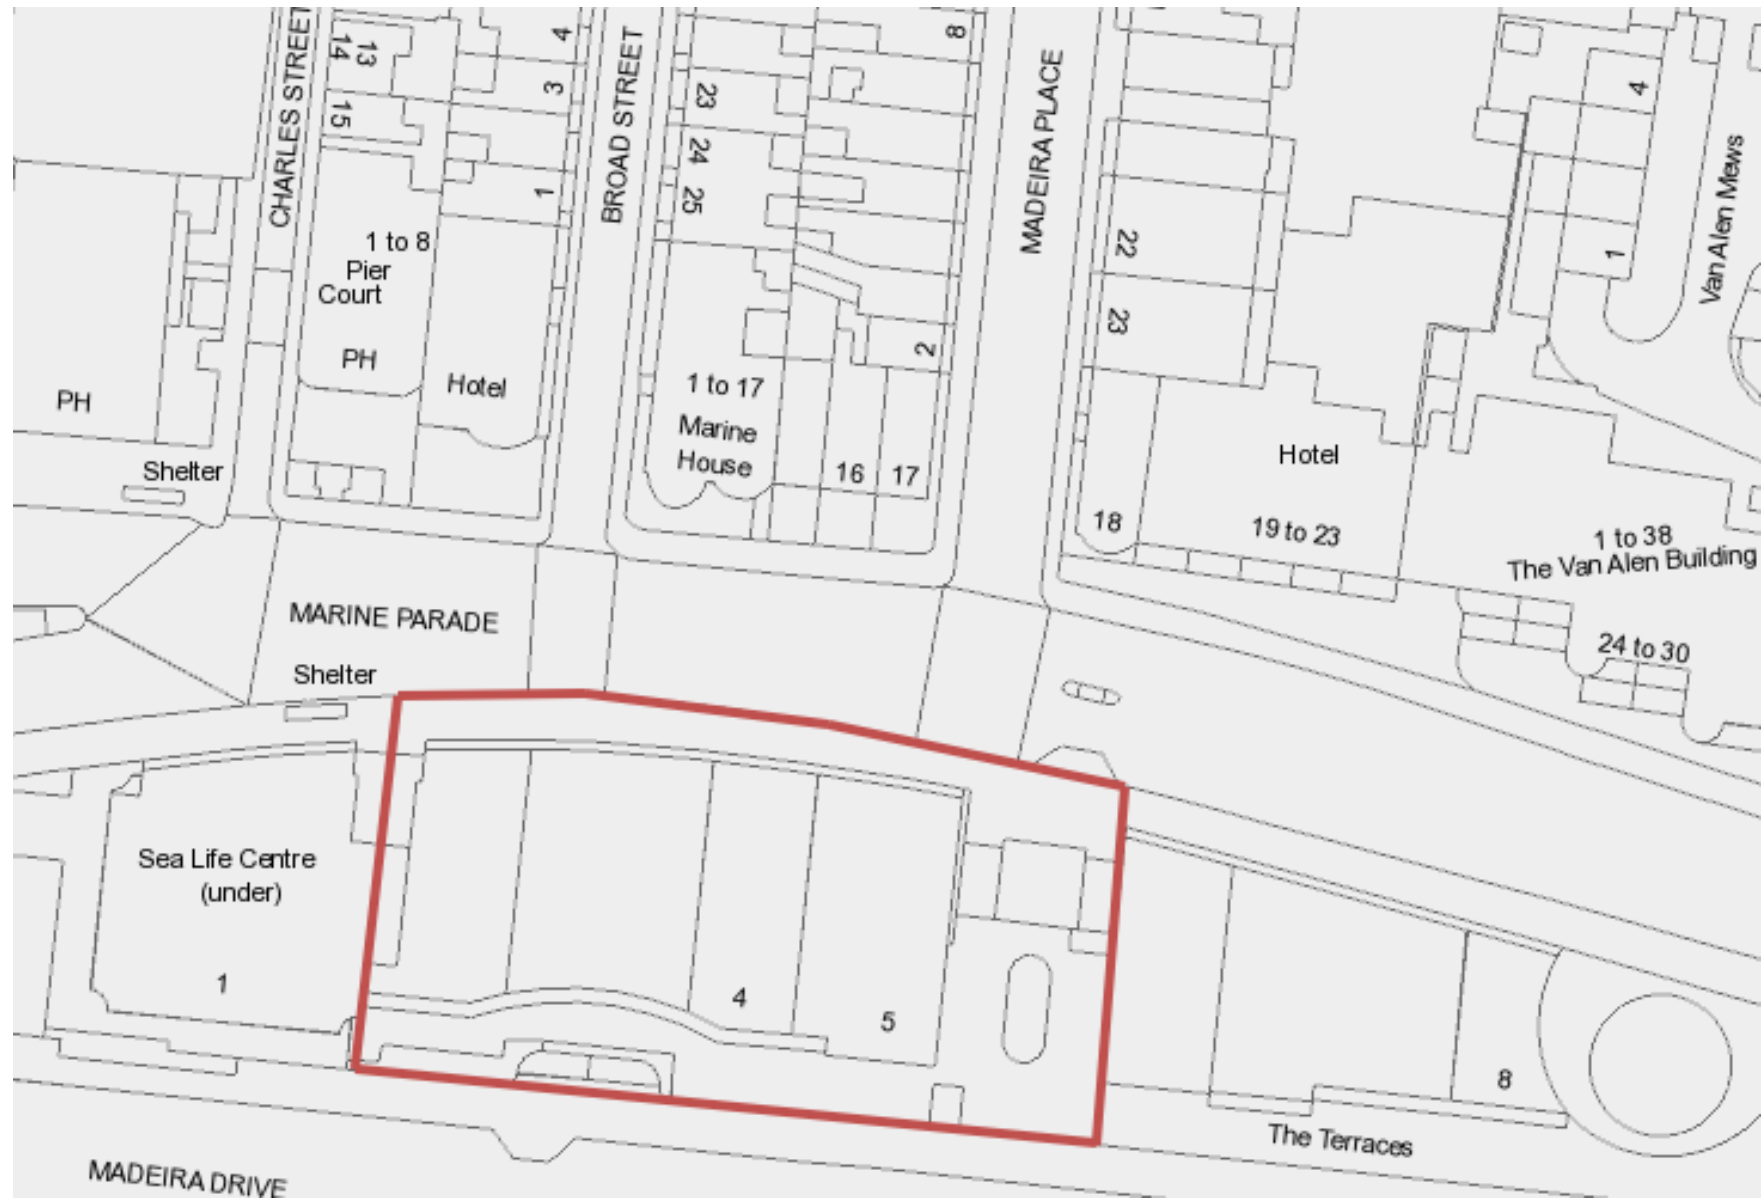 CHARLES STREET
13
14
15
4
3
1
BROAD STREET
23
24
25
8
MADEIRA PLACE
22
23
4
1
Van Alen Mews
1 to 8
Pier
Court
PH
PH
Hotel
Shelter
1 to 17
Marine
House
2
16
17
18
Hotel
19 to 23
1 to 38
The Van Alen Building
24 to 30
MARINE PARADE
Shelter
Sea Life Centre
(under)
1
4
5
8
The Terraces
MADEIRA DRIVE